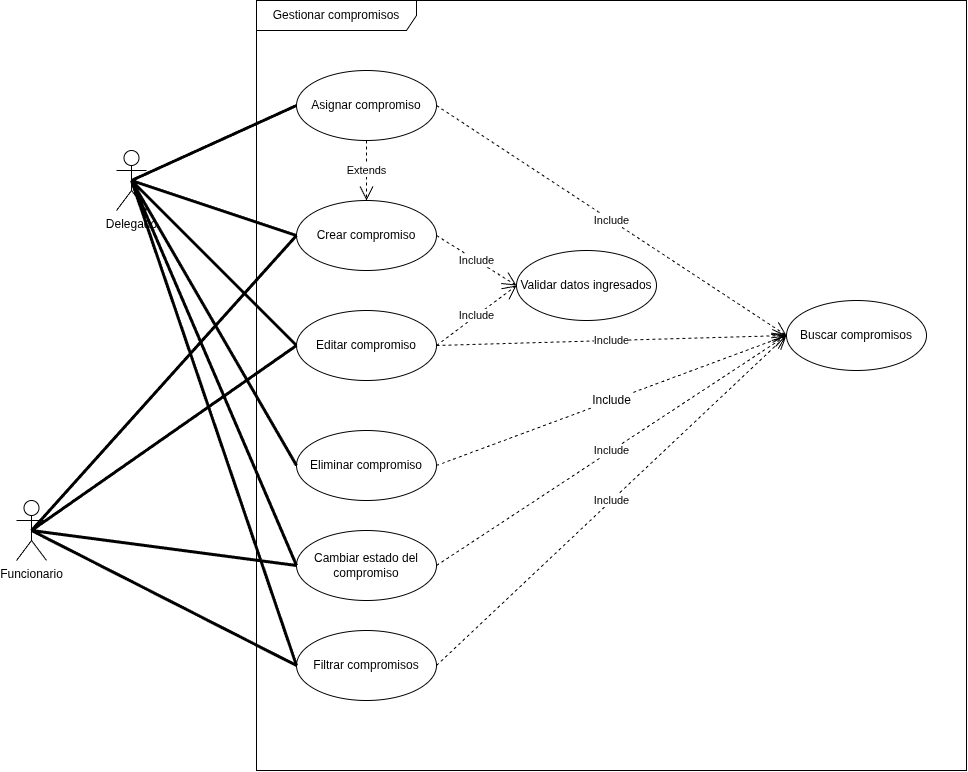 Gestionar compromisos
Asignar compromiso
Extends
Delegado
Include
Crear compromiso
Include
Validar datos ingresados
Include
Editar compromiso
Include
Buscar compromisos
Include
Eliminar compromiso
Include
Include
Cambiar estado del
compromiso
Funcionario
Filtrar compromisos